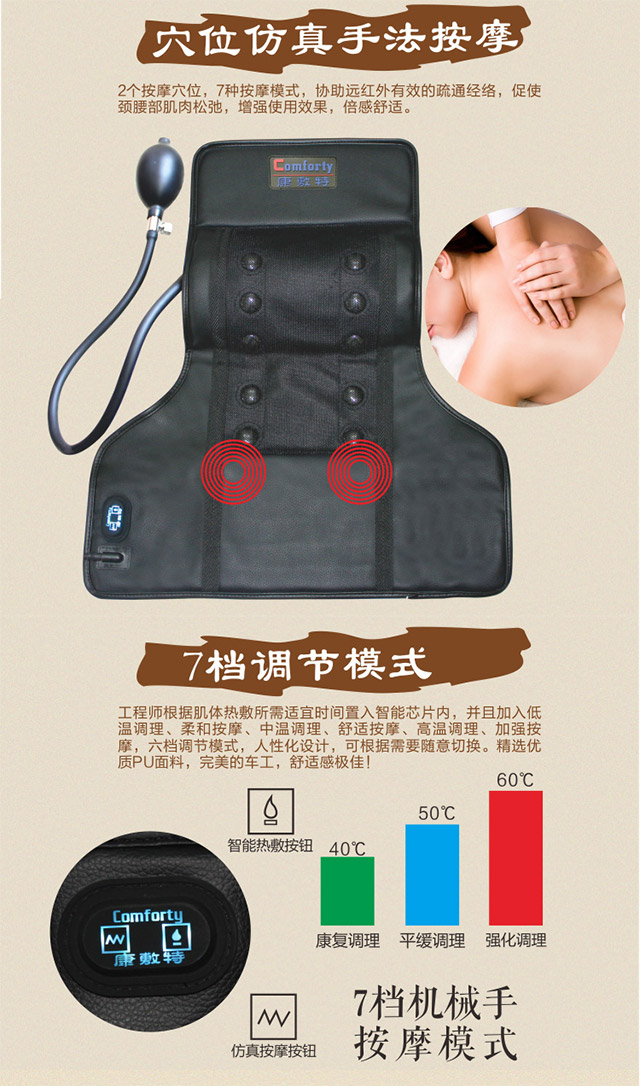 穴位仿真手法按摩
2个按摩穴位，7种按摩模式，协助远红外有效的疏通经络，促使
颈腰部肌肉松弛，增强使用效果，倍感舒适。
Comforty
康敷特
7档调节模式
工程师根据肌体热敷所需适宜时间置入智能芯片内，并且加入低
温调理、柔和按摩、中温调理、舒适按摩、高温调理、加强按
摩，六档调节模式，人性化设计，可根据需要随意切换。精选优
质PU面料，完美的车工，舒适感极佳！
智能热敷按钮
40℃
50℃
60℃
康复调理
平缓调理
强化调理
Comforty
康敷特
仿真按摩按钮
7档机械手
按摩模式